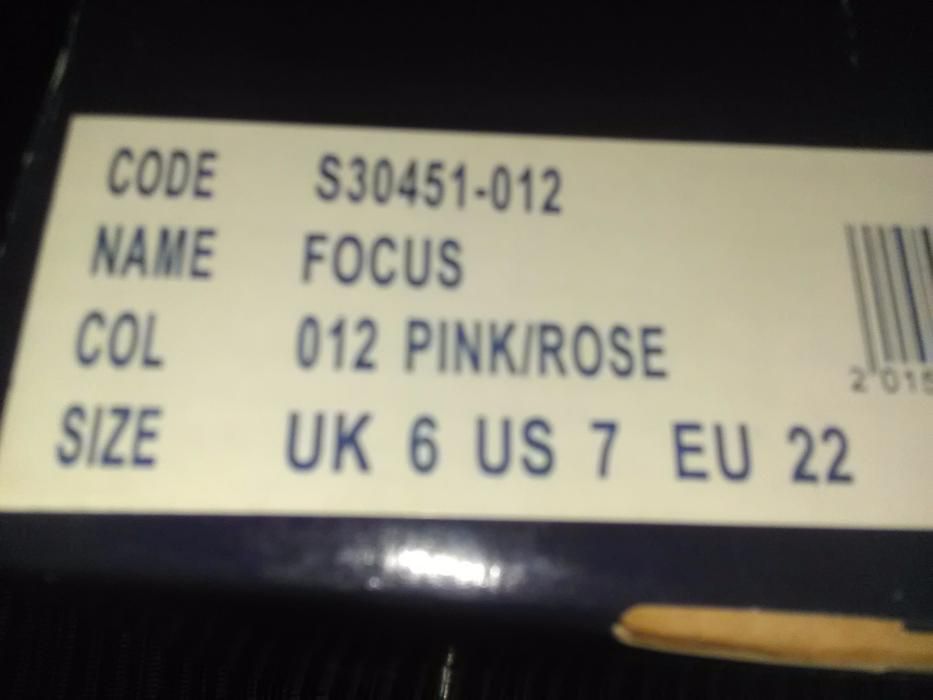 CODE S30451-012
NAME FOCUS
COL 012 PINK/ROSE
SIZE UK 6 US 7 EU 22
2 015